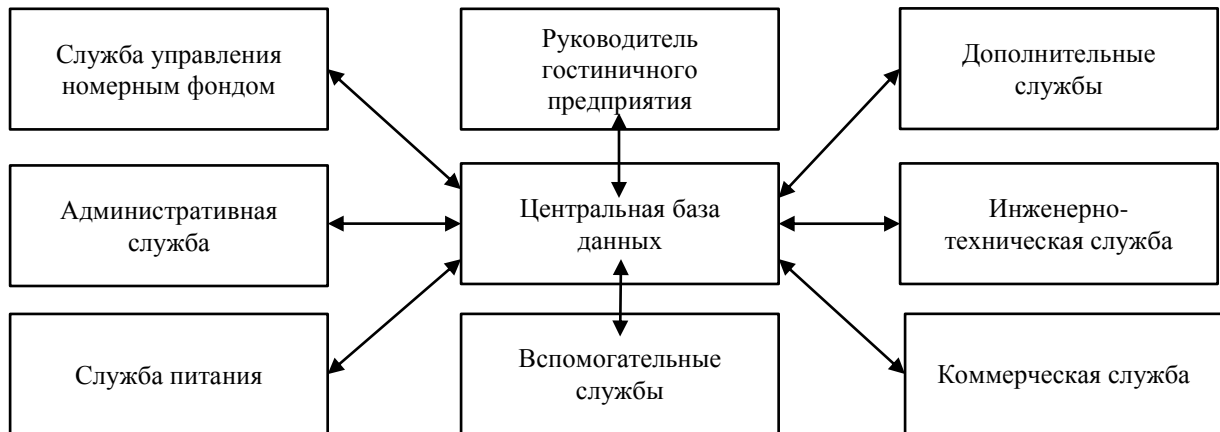 Служба управления
номерным фондом
Руководитель
гостиничного
предприятия
Дополнительные
службы
Административная
служба
Центральная база
данных
Инженерно-
техническая служба
Служба питания
Вспомогательные
службы
Коммерческая служба